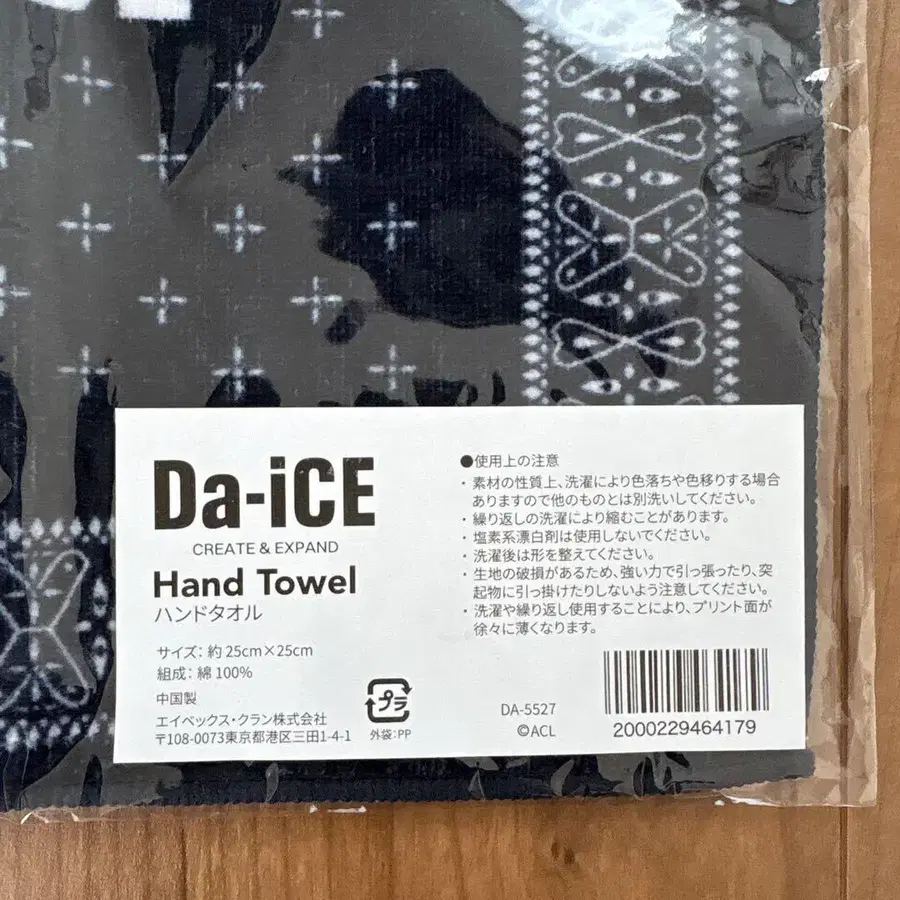 Da-iCE
CREATE & EXPAND
Hand Towel
ハンドタオル
サイズ: 約 25cm×25cm
組成: 綿 100%
中国製
エイベックス・クラン株式会社
〒108-0073東京都港区三田1-4-1
プラ
外袋:PP
●使用上の注意
・素材の性質上、洗濯により色落ちや色移りする場合
ありますので他のものとは別洗いしてください。
・繰り返しの洗濯により縮むことがあります。
・塩素系漂白剤は使用しないでください。
・洗濯後は形を整えてください。
・生地の破損があるため、強い力で引っ張ったり、突
起物に引っ掛けたりしないよう注意してください。
・洗濯や繰り返し使用することにより、プリント面が
徐々に薄くなります。
DA-5527
©ACL
2000229464179